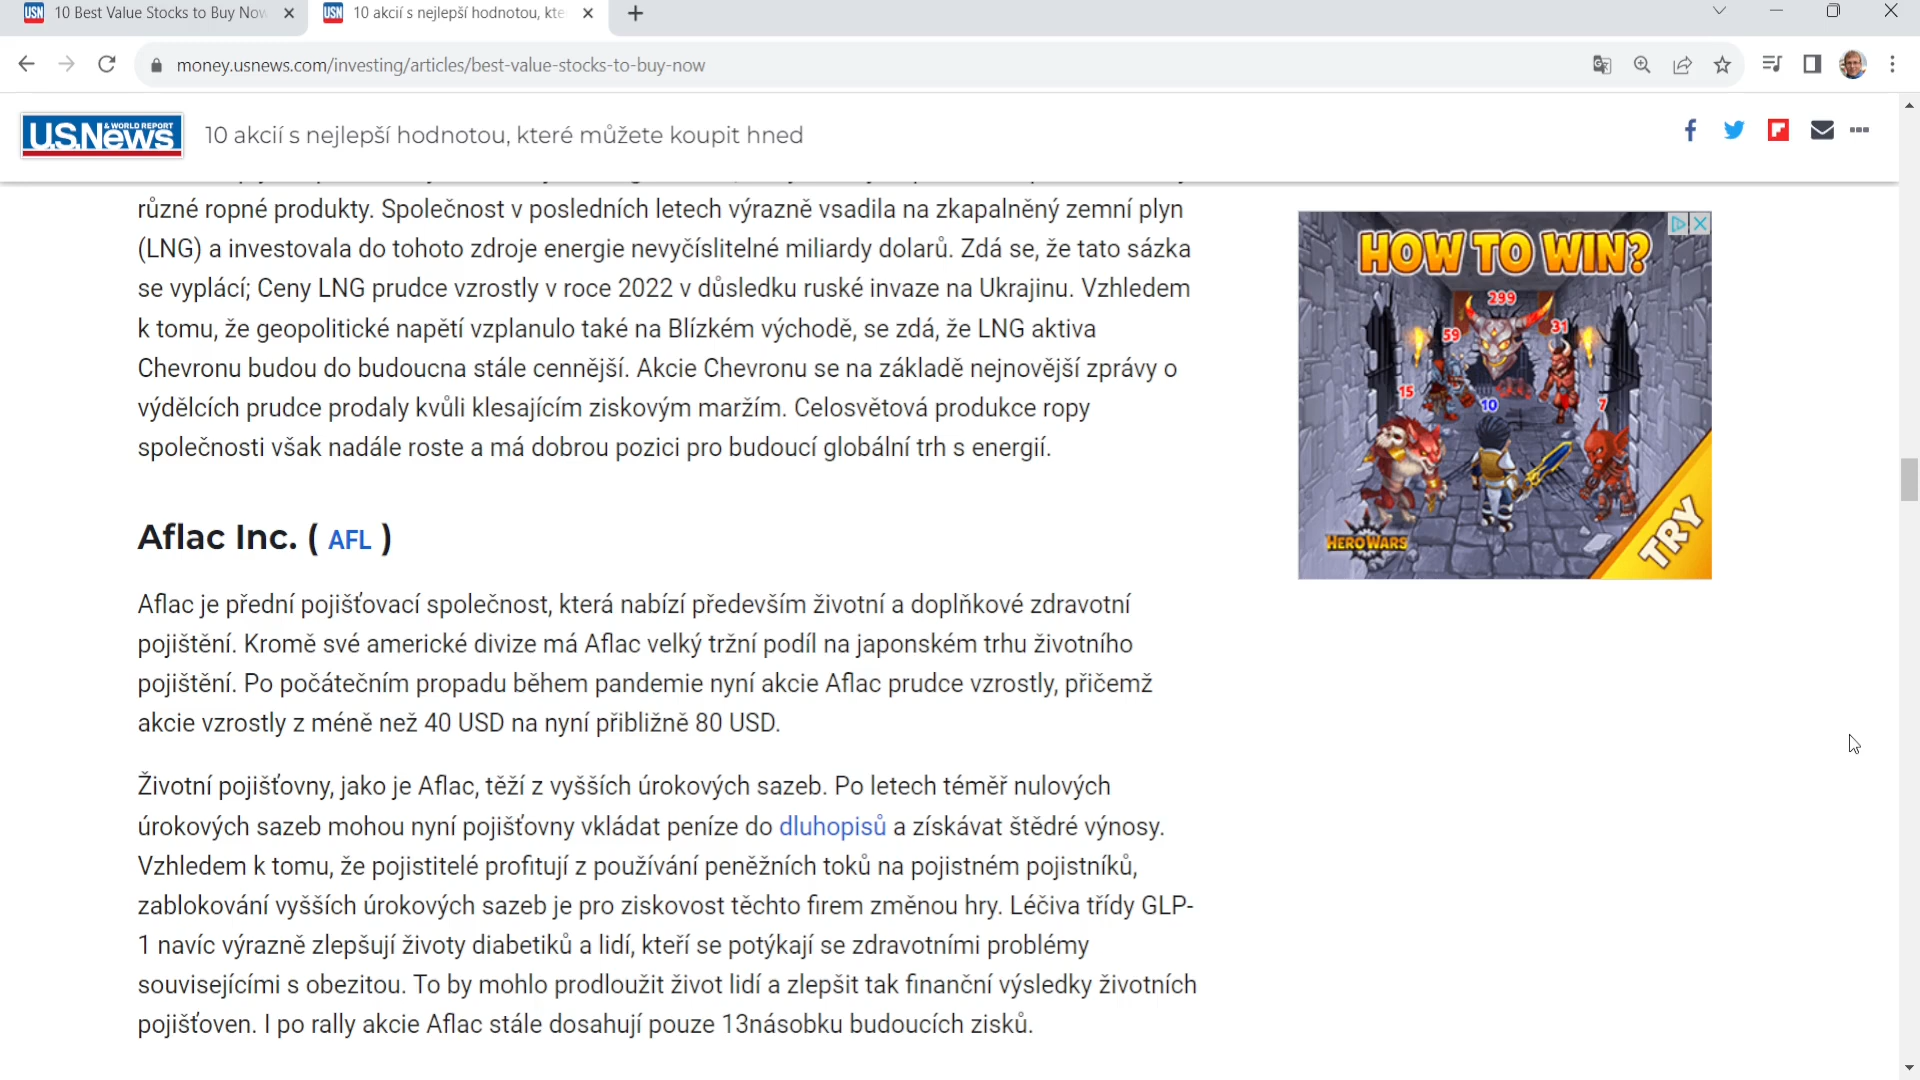 USN 10 Best Value Stocks to Buy Now
USN 10 akcií s nejlepší hodnotou, kte
money.usnews.com/investing/articles/best-value-stocks-to-buy-now
U.S.News & WORLD REPORT
10 akcií s nejlepší hodnotou, které můžete koupit hned
různé ropné produkty. Společnost v posledních letech výrazně vsadila na zkapalněný zemní plyn
(LNG) a investovala do tohoto zdroje energie nevyčíslitelné miliardy dolarů. Zdá se, že tato sázka
se vyplácí; Ceny LNG prudce vzrostly v roce 2022 v důsledku ruské invaze na Ukrajinu. Vzhledem
k tomu, že geopolitické napětí vzplanulo také na Blízkém východě, se zdá, že LNG aktiva
Chevronu budou do budoucna stále cennější. Akcie Chevronu se na základě nejnovější zprávy o
výdělcích prudce prodaly kvůli klesajícím ziskovým maržím. Celosvětová produkce ropy
společnosti však nadále roste a má dobrou pozici pro budoucí globální trh s energií.
Aflac Inc. ( AFL )
Aflac je přední pojišťovací společnost, která nabízí především životní a doplňkové zdravotní
pojištění. Kromě své americké divize má Aflac velký tržní podíl na japonském trhu životního
pojištění. Po počátečním propadu během pandemie nyní akcie Aflac prudce vzrostly, přičemž
akcie vzrostly z méně než 40 USD na nyní přibližně 80 USD.
Životní pojišťovny, jako je Aflac, těží z vyšších úrokových sazeb. Po letech téměř nulových
úrokových sazeb mohou nyní pojišťovny vkládat peníze do dluhopisů a získávat štědré výnosy.
Vzhledem k tomu, že pojistitelé profitují z používání peněžních toků na pojistném pojistníků,
zablokování vyšších úrokových sazeb je pro ziskovost těchto firem změnou hry. Léčiva třídy GLP-
1 navíc výrazně zlepšují životy diabetiků a lidí, kteří se potýkají se zdravotními problémy
souvisejícími s obezitou. To by mohlo prodloužit život lidí a zlepšit tak finanční výsledky životních
pojišťoven. I po rally akcie Aflac stále dosahují pouze 13násobku budoucích zisků.
HOW TO WIN?
299
59
31
15
10
7
HERO WARS
TRY